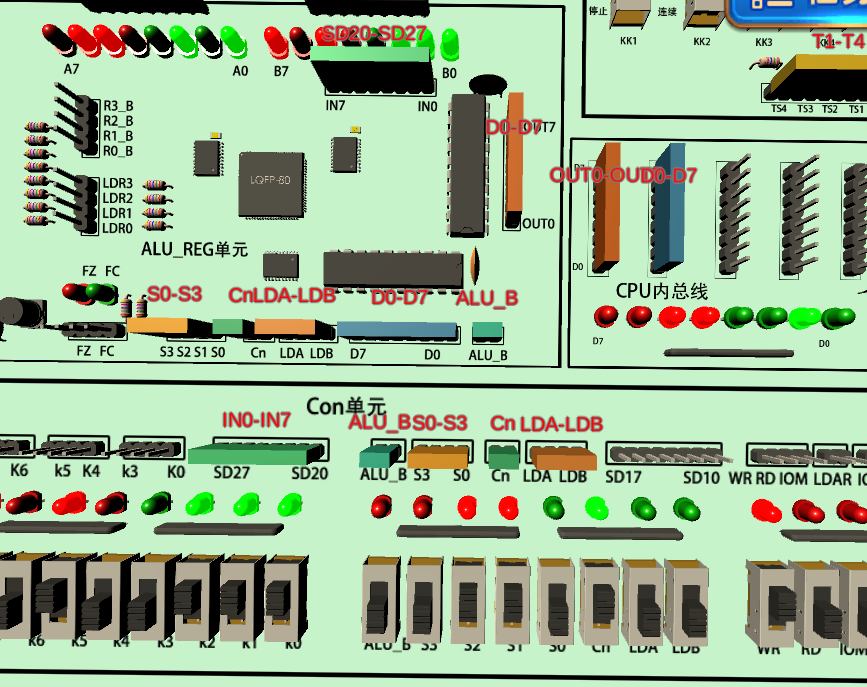 停止
连续
KK1
KK2
KK3
T1-T4
TS4 TS3 TS2 TS1
SD20-SD27
A7
A0
B7
B0
IN7
IN0
R3_B
R2_B
R1_B
R0_B
LDR3
LDR2
LDR1
LDR0
LQFP-80
D0-D7
OUT7
OUT0
ALU_REG单元
FZ FC
S0-S3
CnLDA-LDB
D0-D7
ALU_B
FZ FC
S3 S2 S1 S0
Cn
LDA LDB
D7
D0
ALU_B
D0-D7
D0
CPU内总线
D7
D0
Con单元
IN0-IN7
ALU_B
S0-S3
Cn
LDA-LDB
K6
k5 K4
k3
K0
SD27
SD20
ALU_B
S3
S0
Cn
LDA LDB
SD17
SD10
WR RD IOM
LDAR
K6
K5
K4
K3
K2
k1
k0
ALU_B
S3
S2
S1
S0
Cn
LDA
LDB
WR
RD
IOM